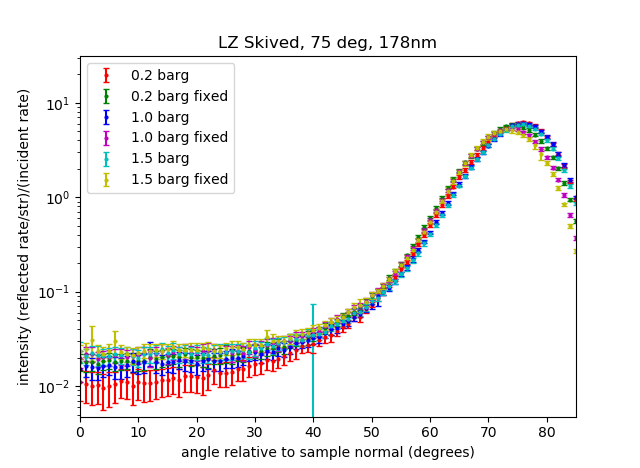 LZ Skived, 75 deg, 178nm
intensity (reflected rate/str)/(incident rate)
10¹
10⁰
10⁻¹
10⁻²
0.2 barg
0.2 barg fixed
1.0 barg
1.0 barg fixed
1.5 barg
1.5 barg fixed
0 10 20 30 40 50 60 70 80
angle relative to sample normal (degrees)